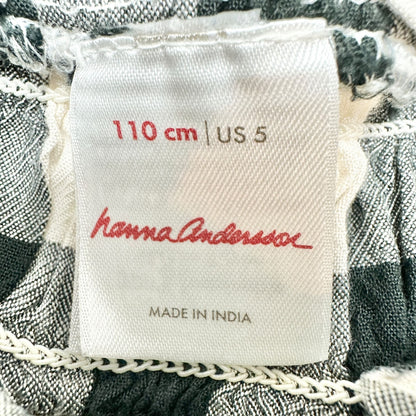 110 cm | US 5
hanna andersson
MADE IN INDIA